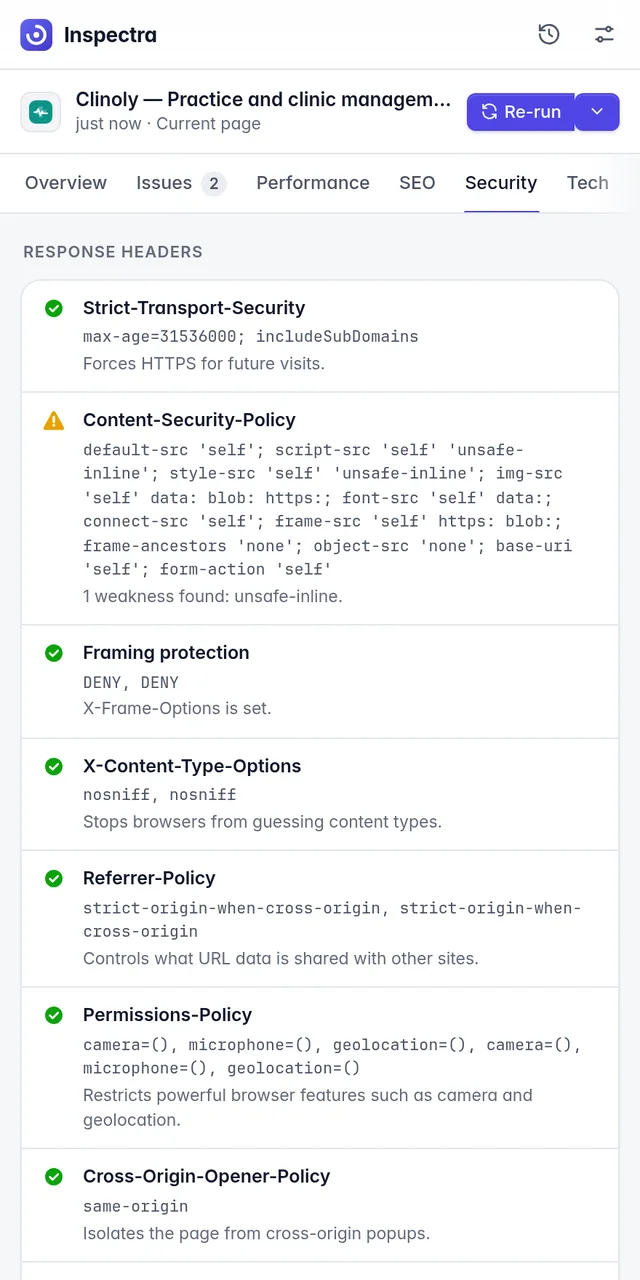 Inspectra
Clinoly — Practice and clinic managem...
just now · Current page
Re-run
Overview Issues 2 Performance SEO Security Tech
RESPONSE HEADERS
Strict-Transport-Security
max-age=31536000; includeSubDomains
Forces HTTPS for future visits.
Content-Security-Policy
default-src 'self'; script-src 'self' 'unsafe-
inline'; style-src 'self' 'unsafe-inline'; img-src
'self' data: blob: https:; font-src 'self' data:;
connect-src 'self'; frame-src 'self' https: blob:;
frame-ancestors 'none'; object-src 'none'; base-uri
'self'; form-action 'self'
1 weakness found: unsafe-inline.
Framing protection
DENY, DENY
X-Frame-Options is set.
X-Content-Type-Options
nosniff, nosniff
Stops browsers from guessing content types.
Referrer-Policy
strict-origin-when-cross-origin, strict-origin-when-
cross-origin
Controls what URL data is shared with other sites.
Permissions-Policy
camera=(), microphone=(), geolocation=(), camera=(),
microphone=(), geolocation=()
Restricts powerful browser features such as camera and
geolocation.
Cross-Origin-Opener-Policy
same-origin
Isolates the page from cross-origin popups.